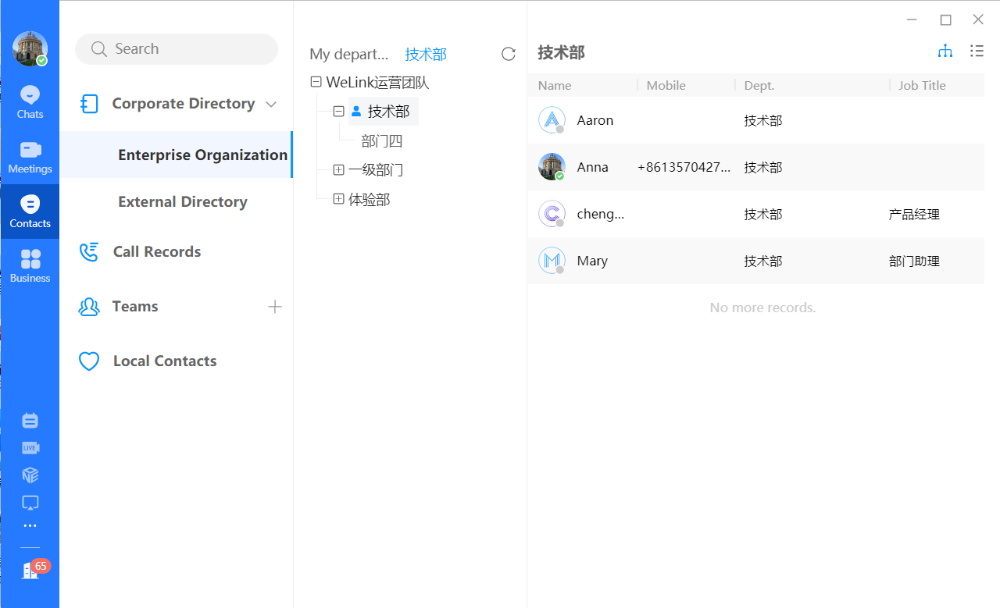 Chats
Meetings
Contacts
Business
LIVE
65
Search
Corporate Directory
Enterprise Organization
External Directory
Call Records
Teams
Local Contacts
My depart... 技术部
WeLink运营团队
技术部
部门四
一级部门
体验部
技术部
Name Mobile Dept. Job Title
Aaron 技术部
Anna +8613570427... 技术部
cheng... 技术部 产品经理
Mary 技术部 部门助理
No more records.